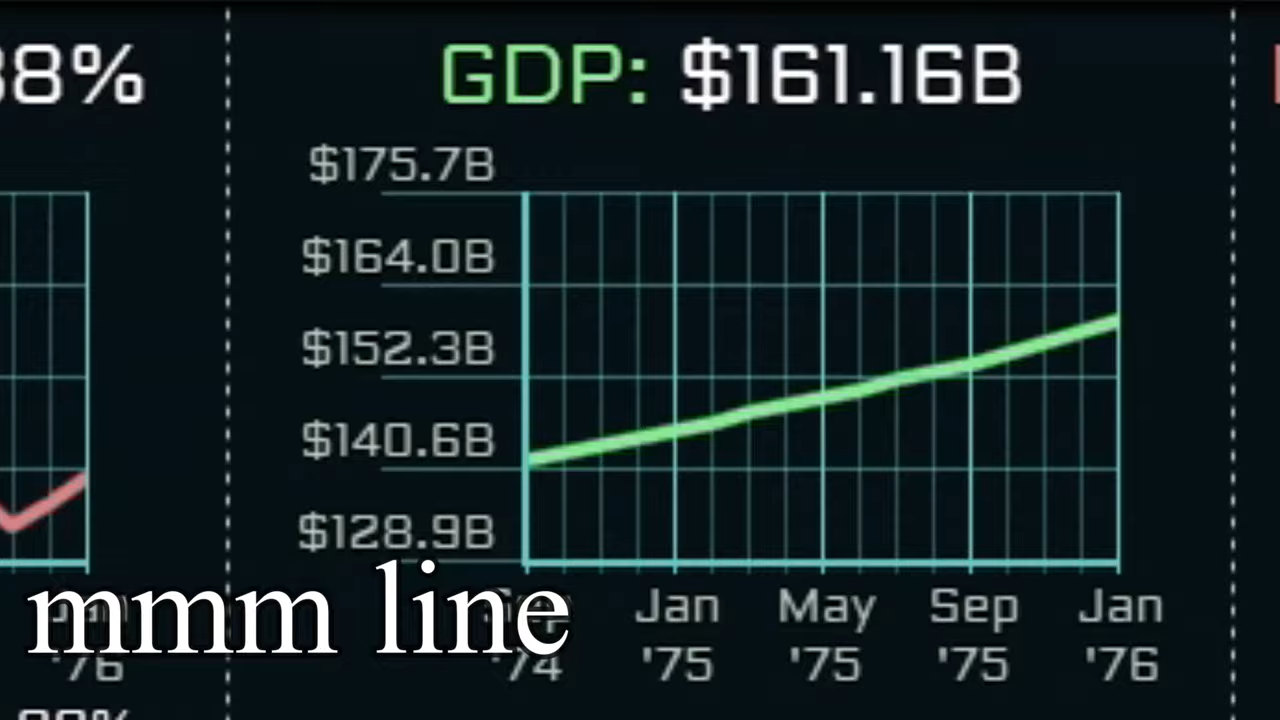 GDP: $161.16B
$175.7B
$164.0B
$152.3B
$140.6B
$128.9B
Sep Jan May Sep Jan
'74 '75 '75 '75 '76
'76
mmm line